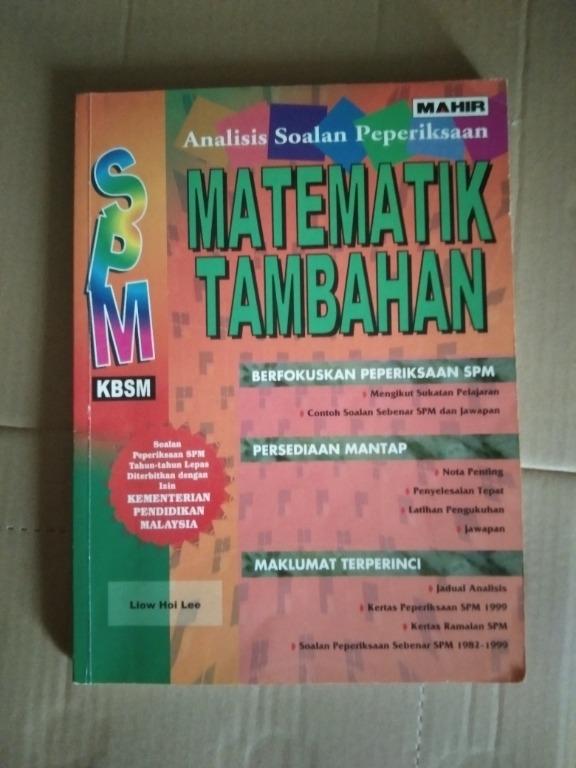 MAHIR
Analisis Soalan Peperiksaan
MATEMATIK
TAMBAHAN
SPM
KBSM
BERFOKUSKAN PEPERIKSAAN SPM
Mengikut Sukatan Pelajaran
Contoh Soalan Sebenar SPM dan Jawapan
Soalan
Peperiksaan SPM
Tahun-tahun Lepas
Diterbitkan dengan
Izin
KEMENTERIAN
PENDIDIKAN
MALAYSIA
PERSEDIAAN MANTAP
Nota Penting
Penyelesaian Tepat
Latihan Pengukuhan
Jawapan
MAKLUMAT TERPERINCI
Jadual Analisis
Kertas Peperiksaan SPM 1999
Kertas Ramalan SPM
Soalan Peperiksaan Sebenar SPM 1982-1999
Liow Hoi Lee